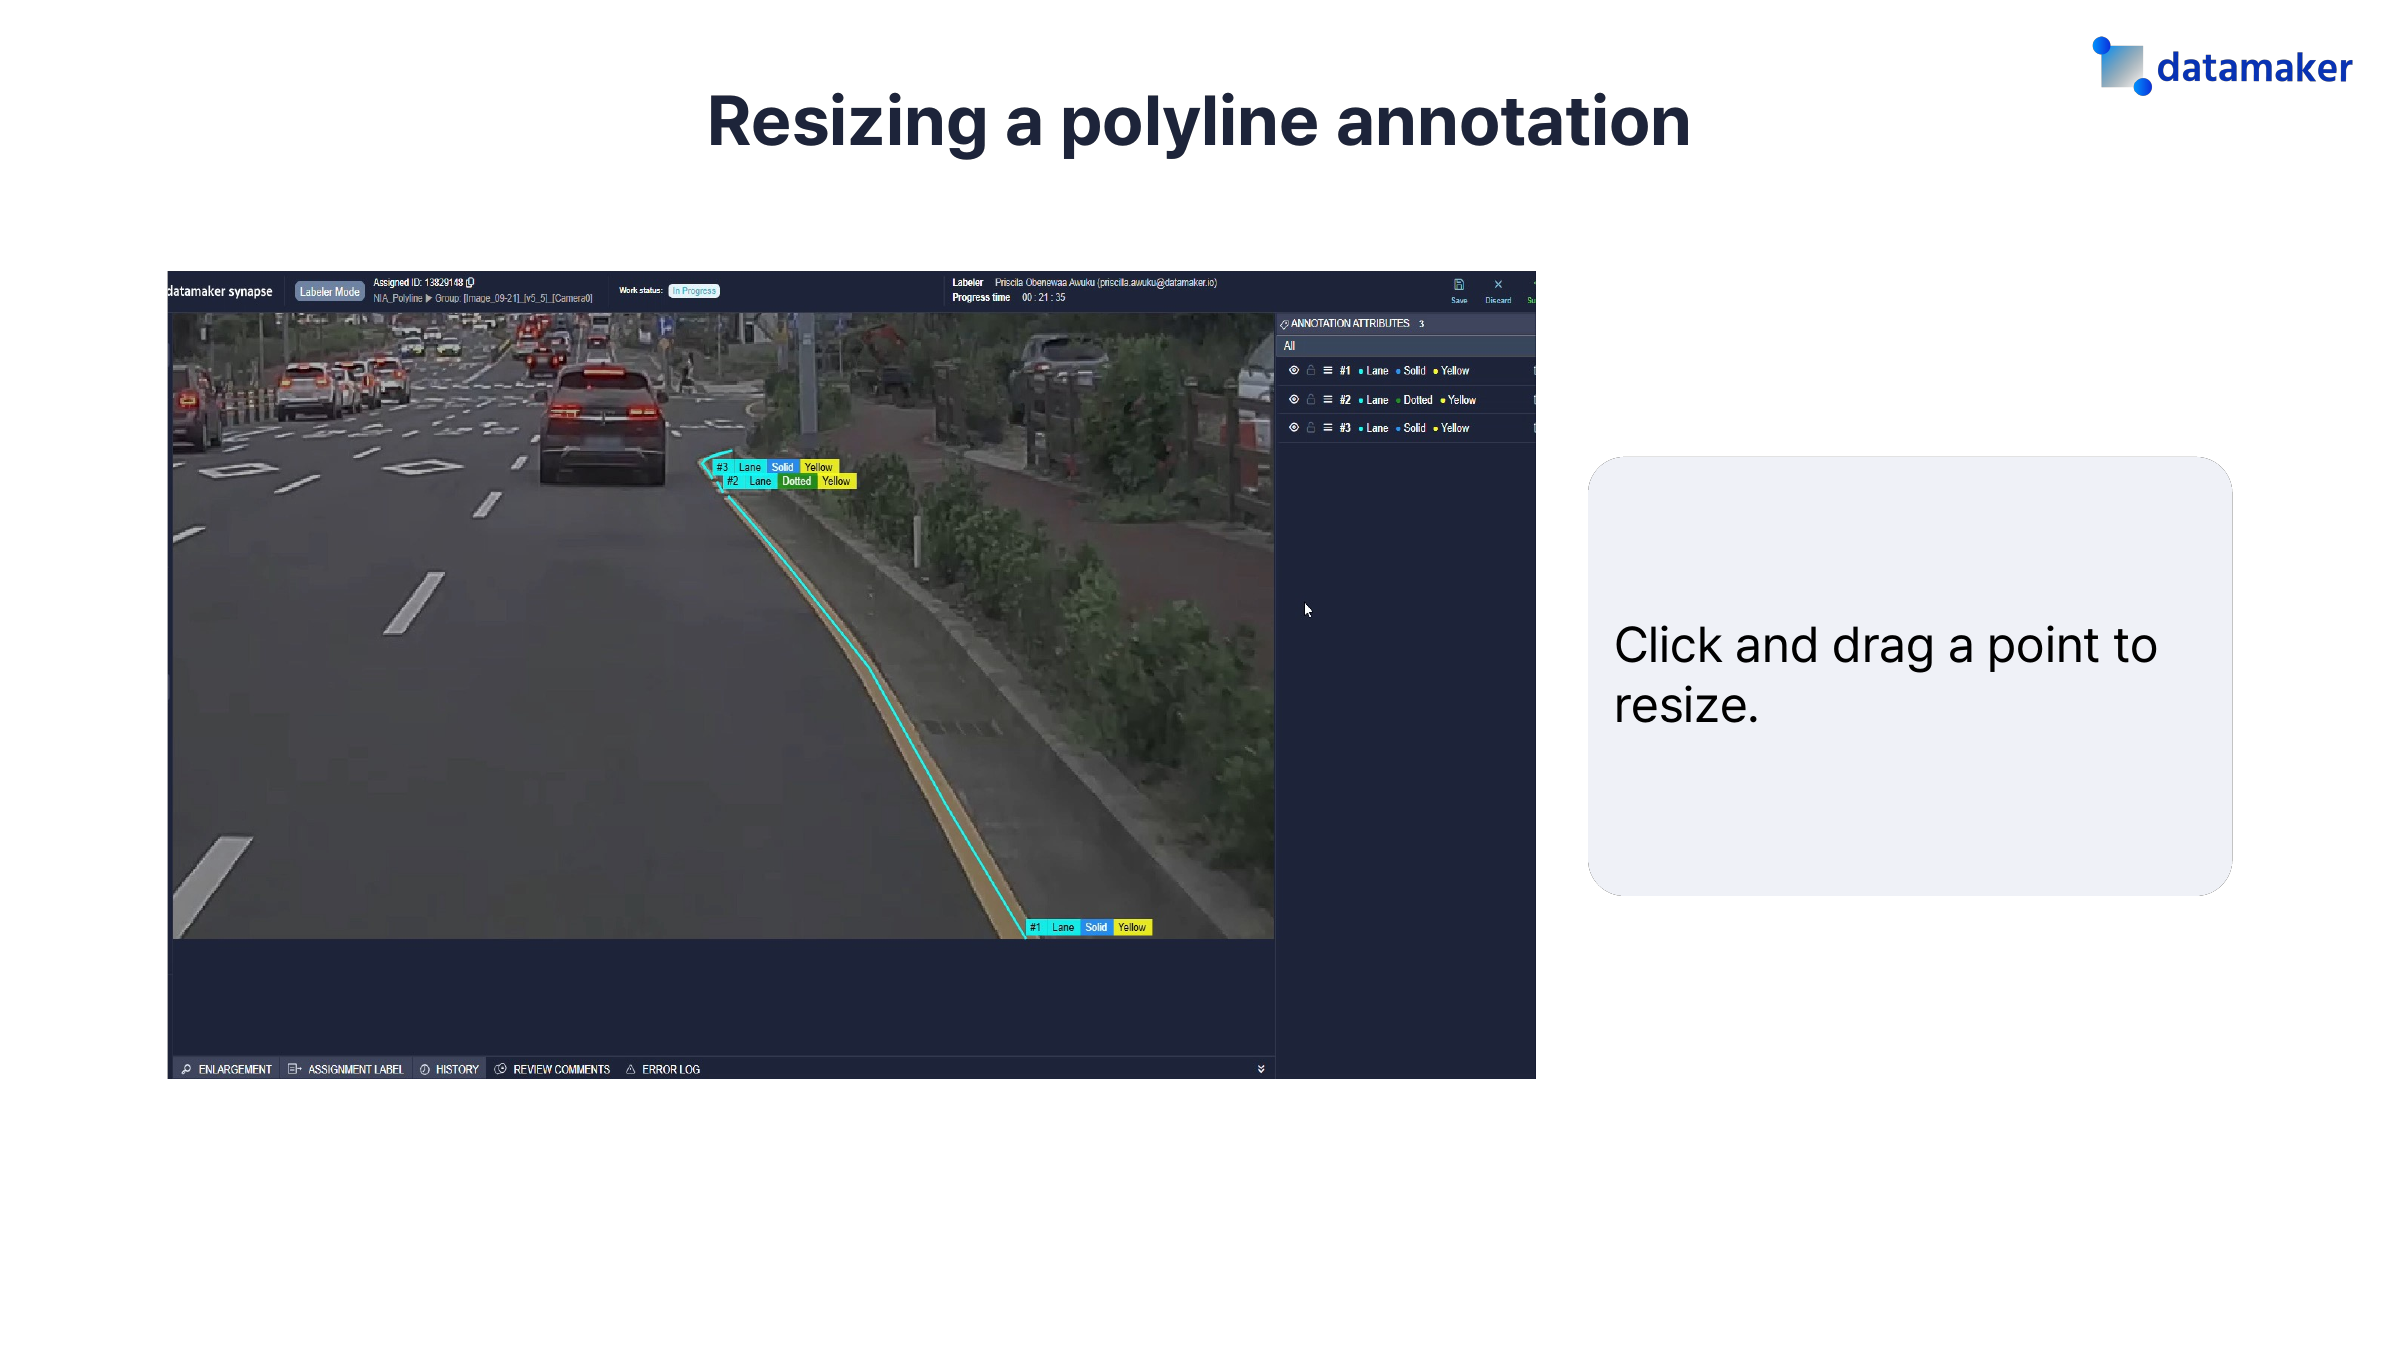 datamaker
Resizing a polyline annotation
datamaker synapse
Labeler Mode
Assigned ID: 13829148
NIA_Polyline ▶ Group: [Image_09-21]_[v5_5]_[Camera0]
Work status: In Progress
Labeler Priscila Obenewaa Awuku (priscilla.awuku@datamaker.io)
Progress time 00 : 21 : 35
Save
Discard
ANNOTATION ATTRIBUTES 3
All
#1 Lane Solid Yellow
#2 Lane Dotted Yellow
#3 Lane Solid Yellow
#3 Lane Solid Yellow
#2 Lane Dotted Yellow
#1 Lane Solid Yellow
ENLARGEMENT ASSIGNMENT LABEL HISTORY REVIEW COMMENTS ERROR LOG
Click and drag a point to
resize.